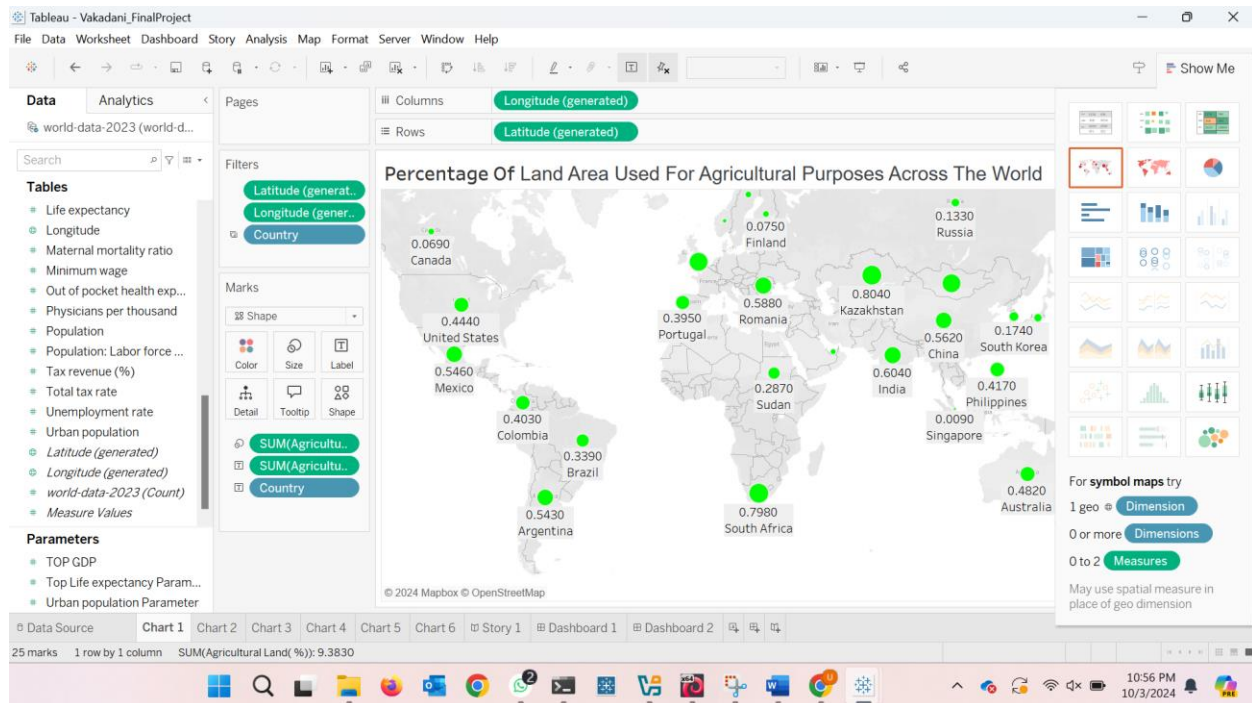 Tableau - Vakadani_FinalProject
File Data Worksheet Dashboard Story Analysis Map Format Server Window Help
Show Me
Data Analytics
world-data-2023 (world-d...
Search
Tables
Life expectancy
Longitude
Maternal mortality ratio
Minimum wage
Out of pocket health exp...
Physicians per thousand
Population
Population: Labor force ...
Tax revenue (%)
Total tax rate
Unemployment rate
Urban population
Latitude (generated)
Longitude (generated)
world-data-2023 (Count)
Measure Values
Parameters
TOP GDP
Top Life expectancy Param...
Urban population Parameter
Pages
Filters
Latitude (generat..
Longitude (gener..
Country
Marks
Shape
Color Size Label
Detail Tooltip Shape
SUM(Agricultu..
SUM(Agricultu..
Country
Columns Longitude (generated)
Rows Latitude (generated)
Percentage Of Land Area Used For Agricultural Purposes Across The World
0.0690
Canada
0.4440
United States
0.5460
Mexico
0.4030
Colombia
0.3390
Brazil
0.5430
Argentina
0.0750
Finland
0.1330
Russia
0.3950
Portugal
0.5880
Romania
0.8040
Kazakhstan
0.5620
China
0.1740
South Korea
0.6040
India
0.4170
Philippines
0.2870
Sudan
0.0090
Singapore
0.7980
South Africa
0.4820
Australia
© 2024 Mapbox © OpenStreetMap
For symbol maps try
1 geo Dimension
0 or more Dimensions
0 to 2 Measures
May use spatial measure in
place of geo dimension
Data Source Chart 1 Chart 2 Chart 3 Chart 4 Chart 5 Chart 6 Story 1 Dashboard 1 Dashboard 2
25 marks 1 row by 1 column SUM(Agricultural Land( %)): 9.3830
2
10:56 PM
10/3/2024
PRE